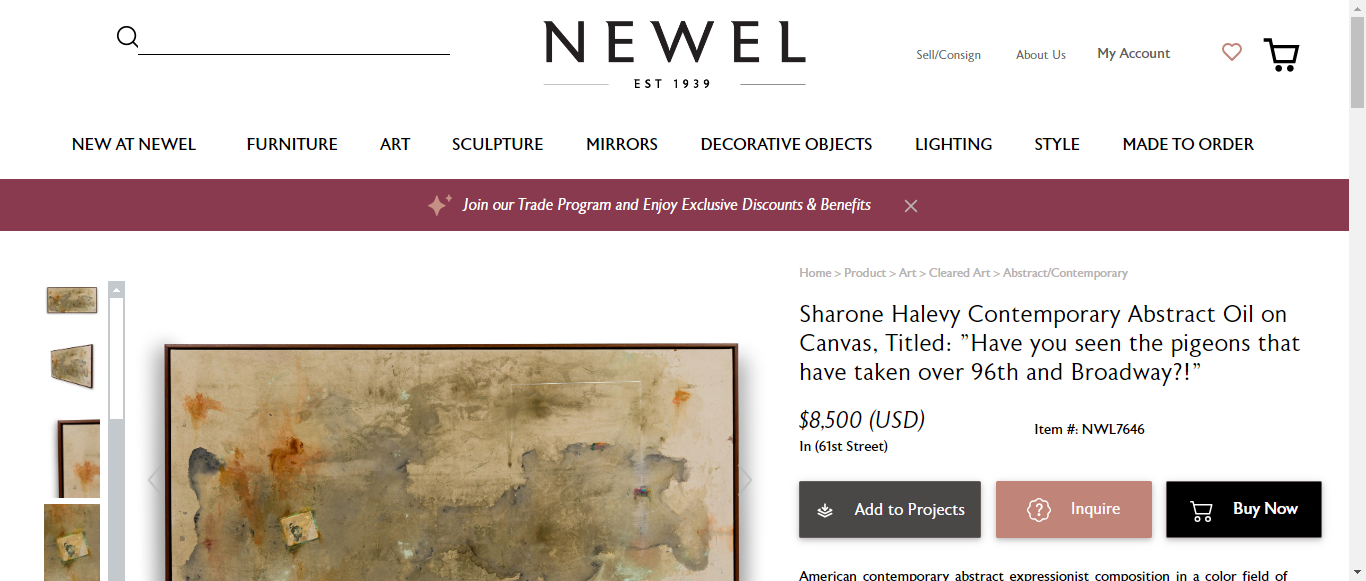 NEWEL
EST 1939
Sell/Consign
About Us
My Account
NEW AT NEWEL
FURNITURE
ART
SCULPTURE
MIRRORS
DECORATIVE OBJECTS
LIGHTING
STYLE
MADE TO ORDER
Join our Trade Program and Enjoy Exclusive Discounts & Benefits
Home > Product > Art > Cleared Art > Abstract/Contemporary
Sharone Halevy Contemporary Abstract Oil on
Canvas, Titled: ”Have you seen the pigeons that
have taken over 96th and Broadway?!”
$8,500 (USD)
Item #: NWL7646
In (61st Street)
Add to Projects
Inquire
Buy Now
American contemporary abstract expressionist composition in a color field of